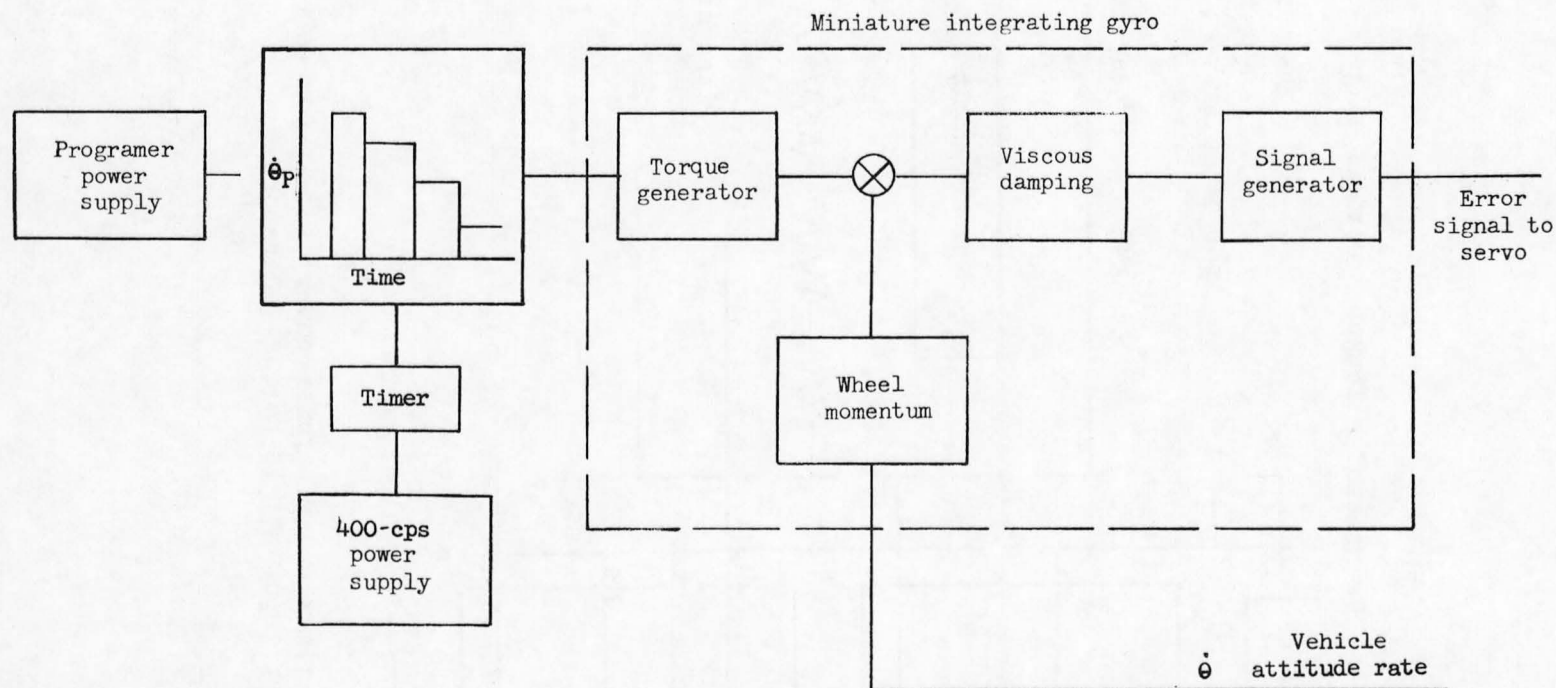 Miniature integrating gyro
Programer
power
supply
θ̇P
Time
Torque
generator
Viscous
damping
Signal
generator
Error
signal to
servo
Timer
Wheel
momentum
400-cps
power
supply
Vehicle
θ̇ attitude rate